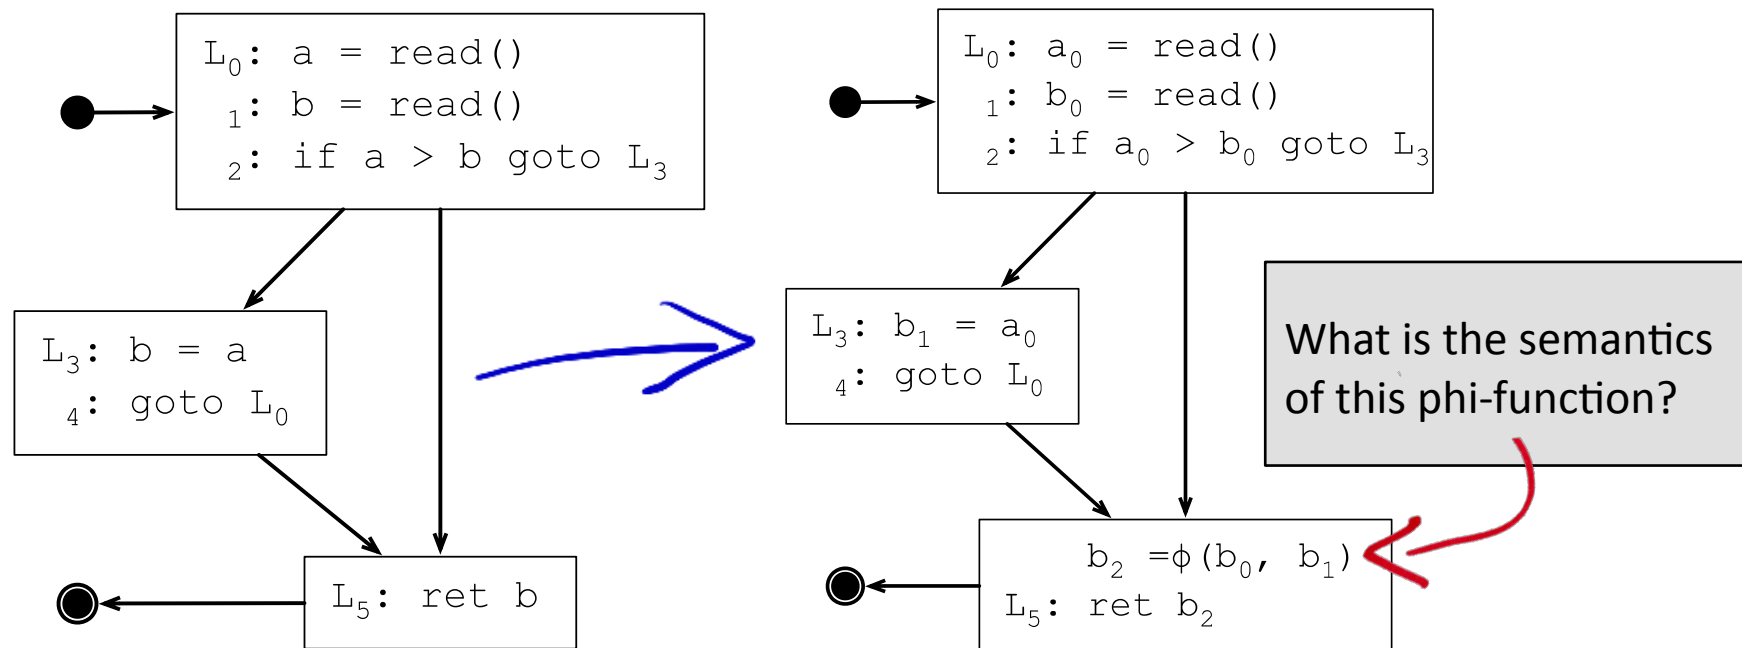 L₀: a = read()
₁: b = read()
₂: if a > b goto L₃
L₃: b = a
₄: goto L₀
L₅: ret b
L₀: a₀ = read()
₁: b₀ = read()
₂: if a₀ > b₀ goto L₃
L₃: b₁ = a₀
₄: goto L₀
b₂ =ϕ(b₀, b₁)
L₅: ret b₂
What is the semantics
of this phi-function?